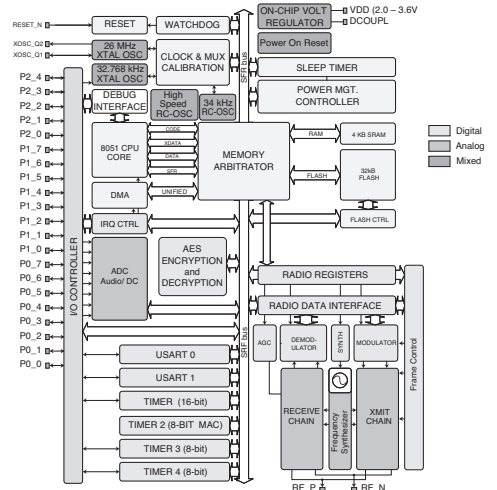 RESET_N
RESET
WATCHDOG
ON-CHIP VOLT
REGULATOR
VDD (2.0 – 3.6V
DCOUPL
XOSC_Q2
XOSC_Q1
26 MHz
XTAL OSC
32.768 kHz
XTAL OSC
CLOCK & MUX
CALIBRATION
SFR bus
Power On Reset
SLEEP TIMER
POWER MGT.
CONTROLLER
P2_4
P2_3
P2_2
P2_1
P2_0
P1_7
P1_6
P1_5
P1_4
P1_3
P1_2
P1_1
P1_0
P0_7
P0_6
P0_5
P0_4
P0_3
P0_2
P0_1
P0_0
I/O CONTROLLER
DEBUG
INTERFACE
High
Speed
RC-OSC
34 kHz
RC-OSC
8051 CPU
CORE
CODE
XDATA
DATA
SFR
UNIFIED
DMA
IRQ CTRL
MEMORY
ARBITRATOR
RAM
4 KB SRAM
FLASH
32kB
FLASH
FLASH CTRL
Digital
Analog
Mixed
ADC
Audio/ DC
AES
ENCRYPTION
and
DECRYPTION
USART 0
USART 1
TIMER (16-bit)
TIMER 2 (8-BIT MAC)
TIMER 3 (8-bit)
TIMER 4 (8-bit)
SRF bus
RADIO REGISTERS
RADIO DATA INTERFACE
AGC
DEMOD-
ULATOR
SYNTH
MODULATOR
Frame Control
RECEIVE
CHAIN
Frequency
Synthesizer
XMIT
CHAIN
RF_P
RF_N